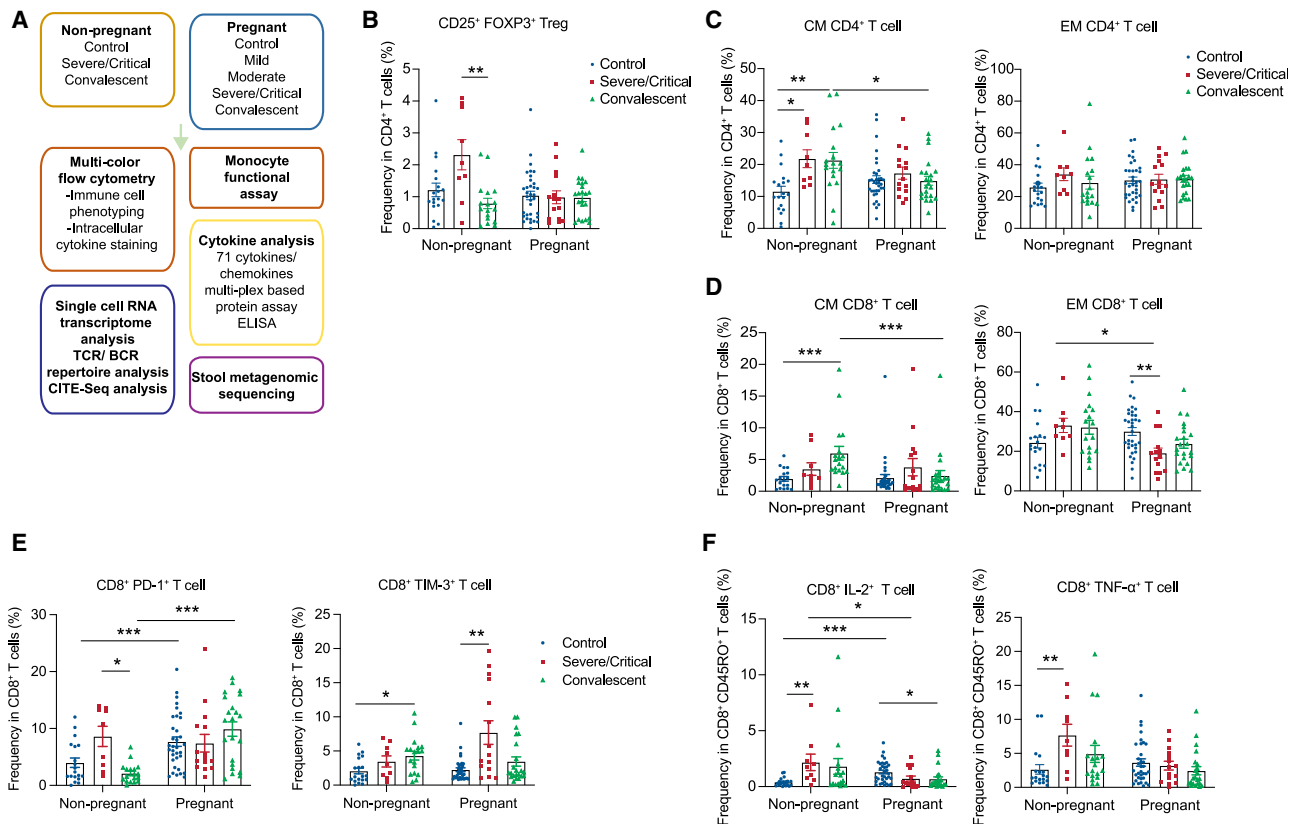 A
Non-pregnant
Control
Severe/Critical
Convalescent
Pregnant
Control
Mild
Moderate
Severe/Critical
Convalescent
Multi-color
flow cytometry
-Immune cell
phenotyping
-Intracellular
cytokine staining
Monocyte
functional
assay
Cytokine analysis
71 cytokines/
chemokines
multi-plex based
protein assay
ELISA
Single cell RNA
transcriptome
analysis
TCR/ BCR
repertoire analysis
CITE-Seq analysis
Stool metagenomic
sequencing
B
CD25⁺ FOXP3⁺ Treg
Frequency in CD4⁺ T cells (%)
5
4
3
2
1
0
**
Non-pregnant
Pregnant
Control
Severe/Critical
Convalescent
C
CM CD4⁺ T cell
Frequency in CD4⁺ T cells (%)
50
40
30
20
10
0
**
*
*
Non-pregnant
Pregnant
EM CD4⁺ T cell
Frequency in CD4⁺ T cells (%)
100
80
60
40
20
0
Non-pregnant
Pregnant
Control
Severe/Critical
Convalescent
D
CM CD8⁺ T cell
Frequency in CD8⁺ T cells (%)
25
20
15
10
5
0
***
***
Non-pregnant
Pregnant
EM CD8⁺ T cell
Frequency in CD8⁺ T cells (%)
80
60
40
20
0
*
**
Non-pregnant
Pregnant
E
CD8⁺ PD-1⁺ T cell
Frequency in CD8⁺ T cells (%)
30
20
10
0
***
***
*
Non-pregnant
Pregnant
CD8⁺ TIM-3⁺ T cell
Frequency in CD8⁺ T cells (%)
25
20
15
10
5
0
**
*
Non-pregnant
Pregnant
Control
Severe/Critical
Convalescent
F
CD8⁺ IL-2⁺ T cell
Frequency in CD8⁺ CD45RO⁺ T cells (%)
15
10
5
0
*
***
**
*
Non-pregnant
Pregnant
CD8⁺ TNF-α⁺ T cell
Frequency in CD8⁺ CD45RO⁺ T cells (%)
25
20
15
10
5
0
**
Non-pregnant
Pregnant